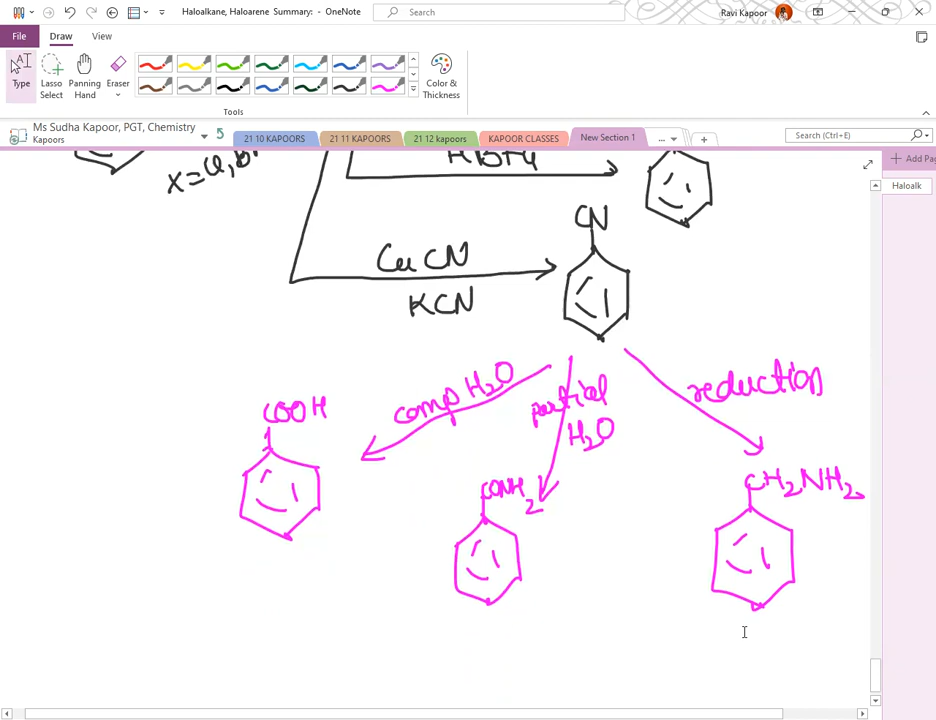 Haloalkane, Haloarene Summary: - OneNote
Search
Ravi Kapoor
File
Draw
View
Type
Lasso Select
Panning Hand
Eraser
Color & Thickness
Tools
Ms Sudha Kapoor, PGT, Chemistry
Kapoors
21 10 KAPOORS
21 11 KAPOORS
21 12 kapoors
KAPOOR CLASSES
New Section 1
...
Search (Ctrl+E)
Add Pag
Haloalk
CN
CuCN
KCN
comp H2O
partial
H2O
reduction
COOH
CONH2
CH2NH2